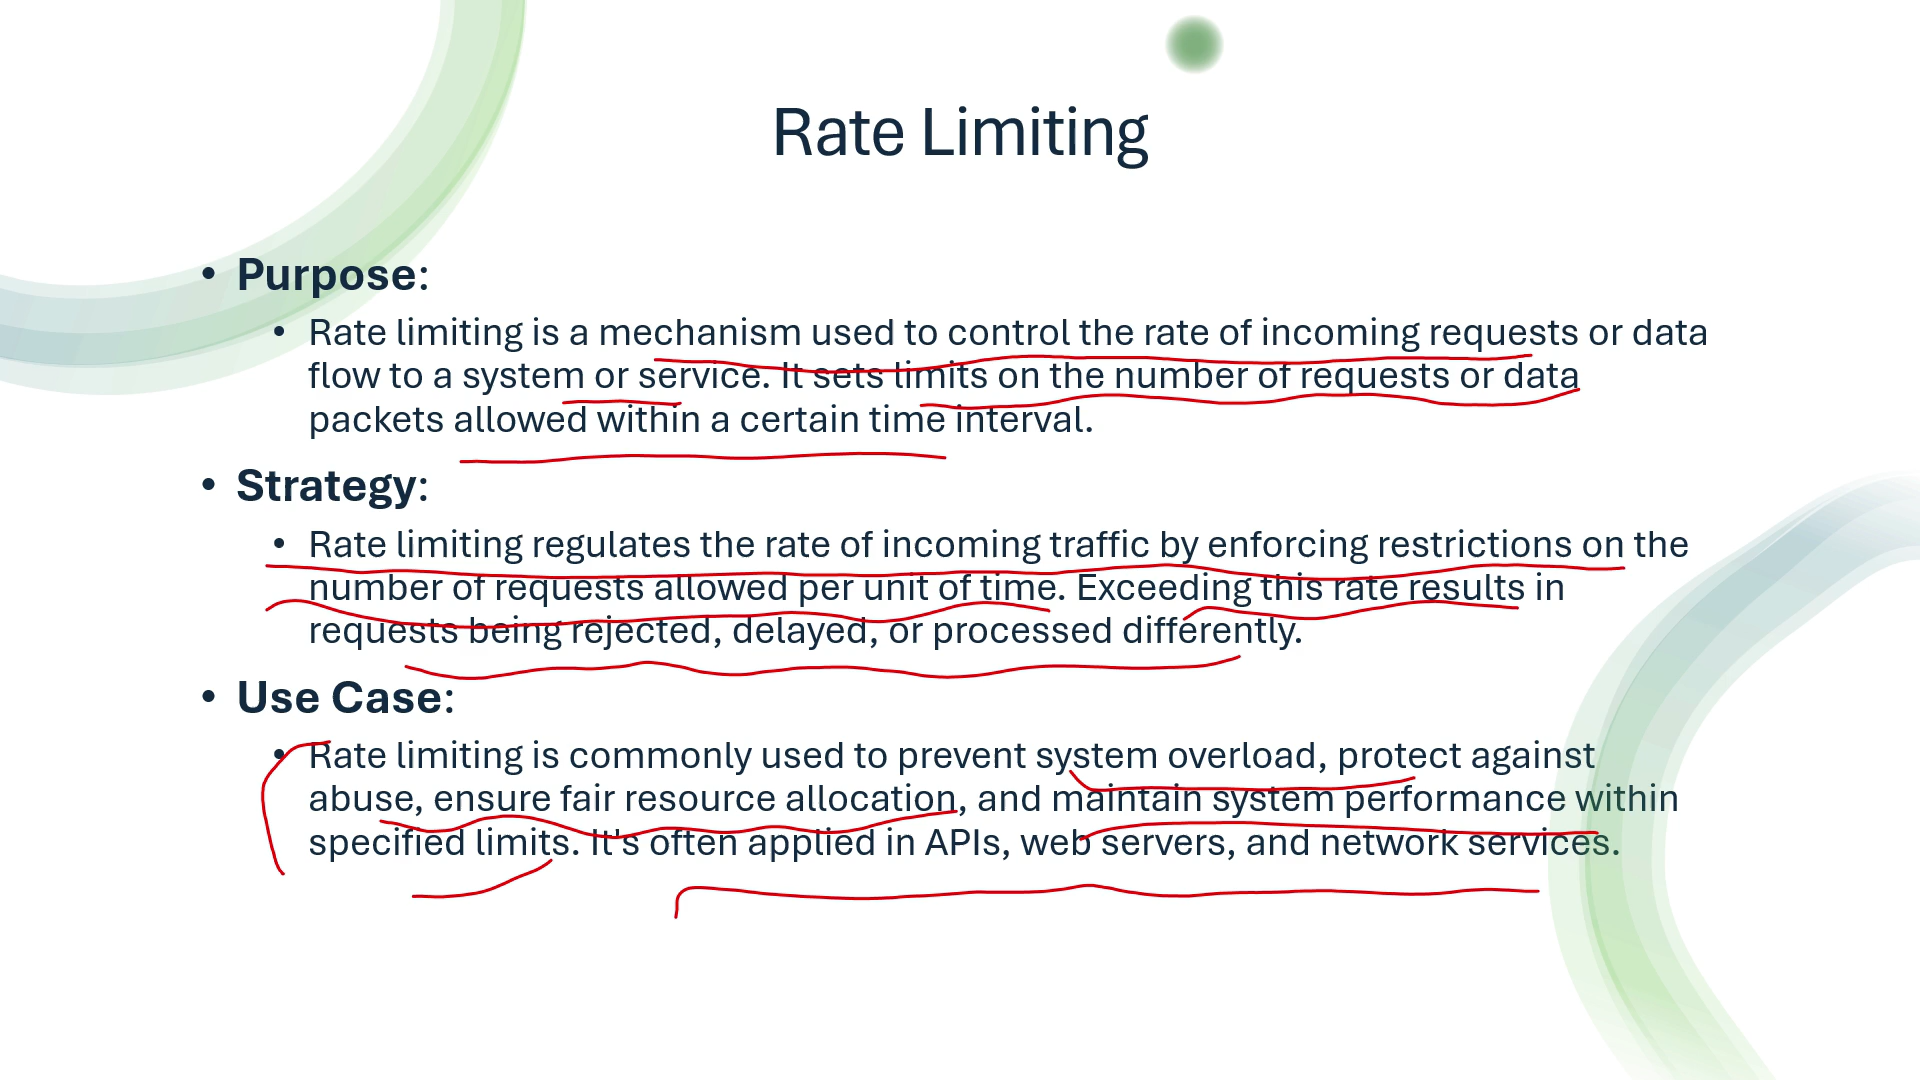 Rate Limiting
• Purpose:
• Rate limiting is a mechanism used to control the rate of incoming requests or data
flow to a system or service. It sets limits on the number of requests or data
packets allowed within a certain time interval.
• Strategy:
• Rate limiting regulates the rate of incoming traffic by enforcing restrictions on the
number of requests allowed per unit of time. Exceeding this rate results in
requests being rejected, delayed, or processed differently.
• Use Case:
• Rate limiting is commonly used to prevent system overload, protect against
abuse, ensure fair resource allocation, and maintain system performance within
specified limits. It's often applied in APIs, web servers, and network services.